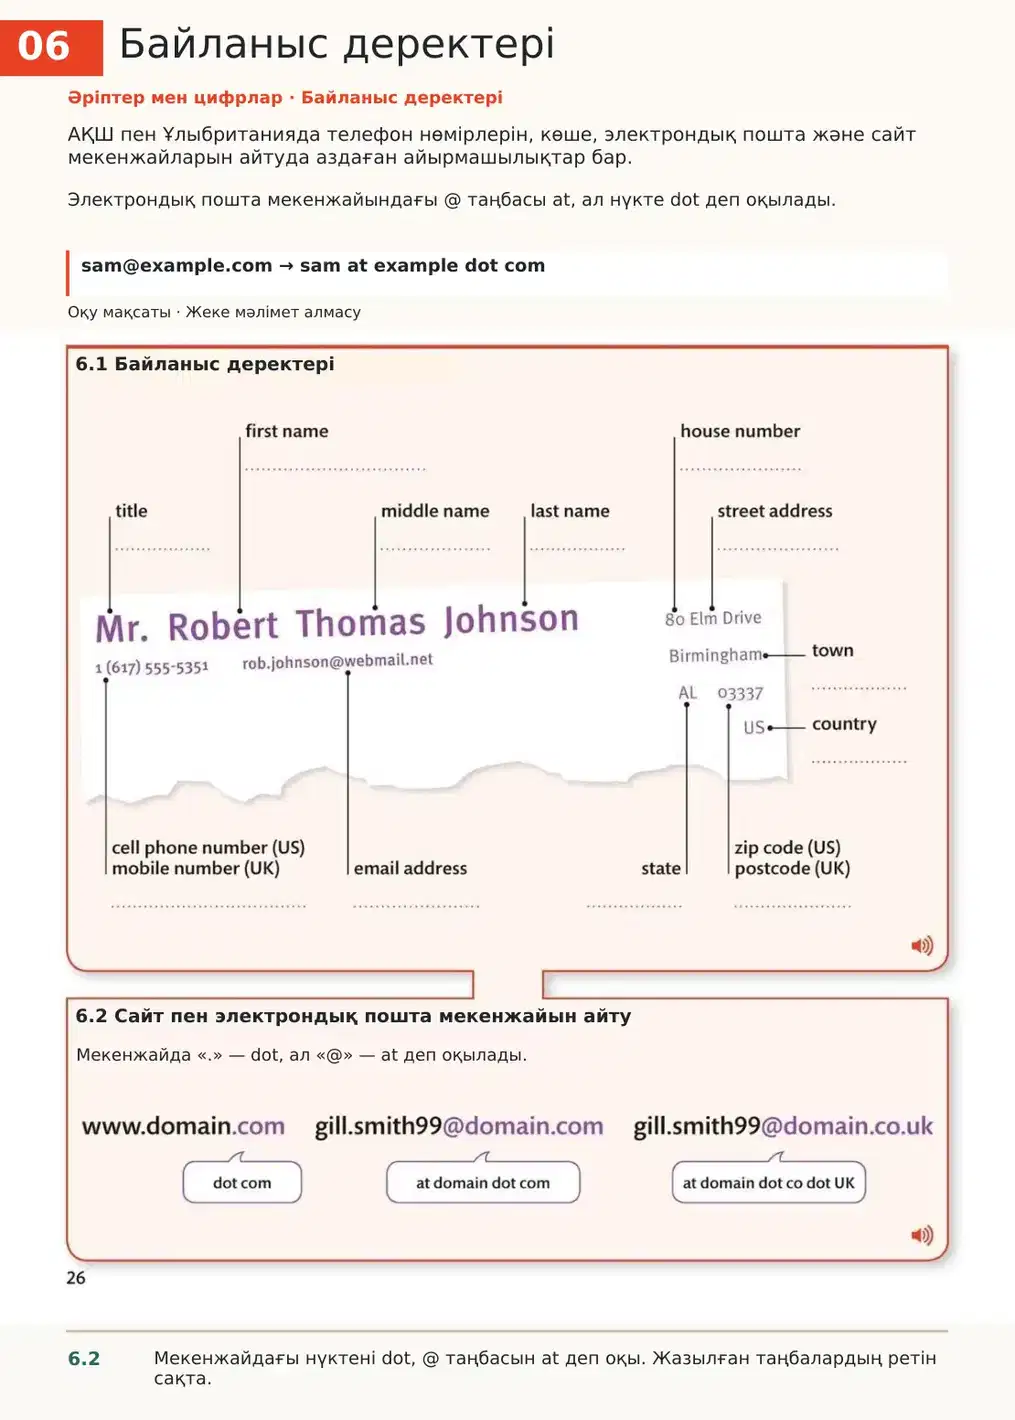 06 Байланыс деректері
Әріптер мен цифрлар · Байланыс деректері
АҚШ пен Ұлыбританияда телефон нөмірлерін, көше, электрондық пошта және сайт
мекенжайларын айтуда аздаған айырмашылықтар бар.
Электрондық пошта мекенжайындағы @ таңбасы at, ал нүкте dot деп оқылады.
sam@example.com → sam at example dot com
Оқу мақсаты · Жеке мәлімет алмасу
6.1 Байланыс деректері
first name
house number
title
middle name
last name
street address
Mr. Robert Thomas Johnson
80 Elm Drive
1 (617) 555-5351
rob.johnson@webmail.net
Birmingham
town
AL 03337
US
country
cell phone number (US)
mobile number (UK)
email address
state
zip code (US)
postcode (UK)
6.2 Сайт пен электрондық пошта мекенжайын айту
Мекенжайда «.» — dot, ал «@» — at деп оқылады.
www.domain.com gill.smith99@domain.com gill.smith99@domain.co.uk
dot com
at domain dot com
at domain dot co dot UK
26
6.2 Мекенжайдағы нүктені dot, @ таңбасын at деп оқы. Жазылған таңбалардың ретін
сақта.